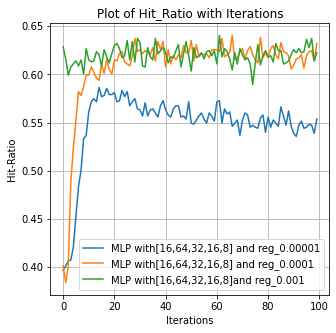 Plot of Hit_Ratio with Iterations
Hit-Ratio
0.65
0.60
0.55
0.50
0.45
0.40
MLP with[16,64,32,16,8] and reg_0.00001
MLP with[16,64,32,16,8] and reg_0.0001
MLP with[16,64,32,16,8]and reg_0.001
0 20 40 60 80 100
Iterations